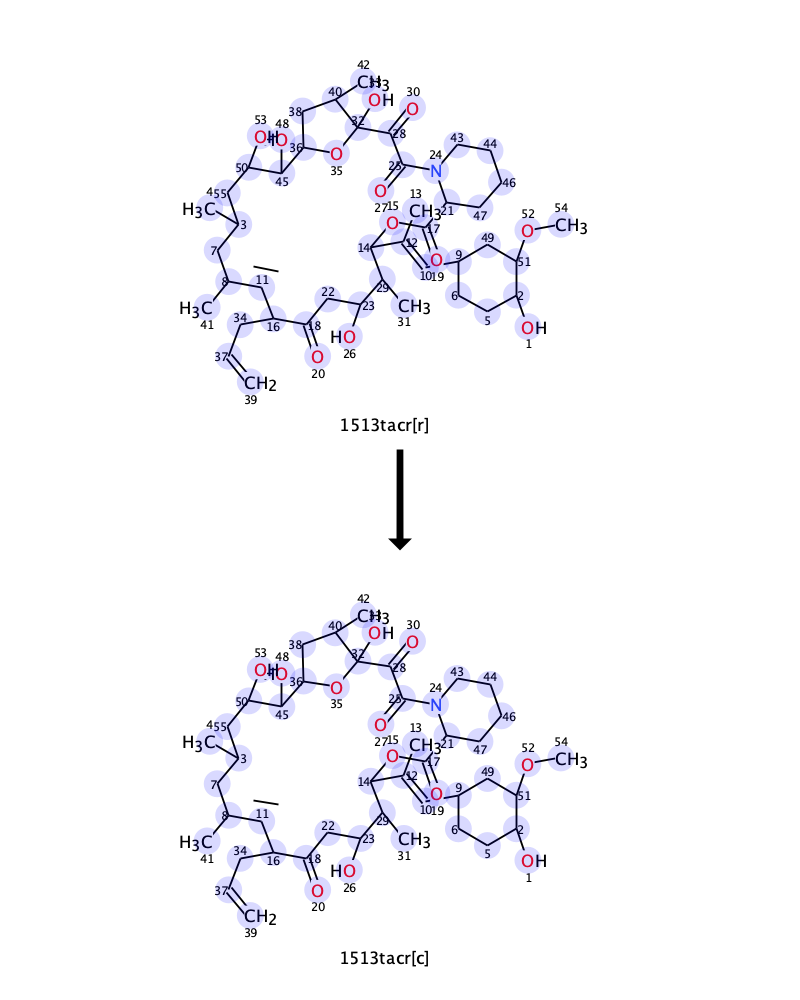 42
CH3
40 OH 30
38 O
53 48 32 28 43
OH O 44
50 36 O 25 24
45 35 O N 46
4 55 27 15 13 21 47 52 54
H3C 3 O CH3 17 O CH3
7 14 12 O 9 49 51
8 11 10 19
29 6 2
H3C 22 23 CH3 5
41 34 16 18 HO 31 OH
37 O 26 1
20
CH2
39
1513tacr[r]
42
CH3
40 OH 30
38 O
53 48 32 28 43
OH O 44
50 36 O 25 24
45 35 O N 46
4 55 27 15 13 21 47 52 54
H3C 3 O CH3 17 O CH3
7 14 12 O 9 49 51
8 11 10 19
29 6 2
H3C 22 23 CH3 5
41 34 16 18 HO 31 OH
37 O 26 1
20
CH2
39
1513tacr[c]